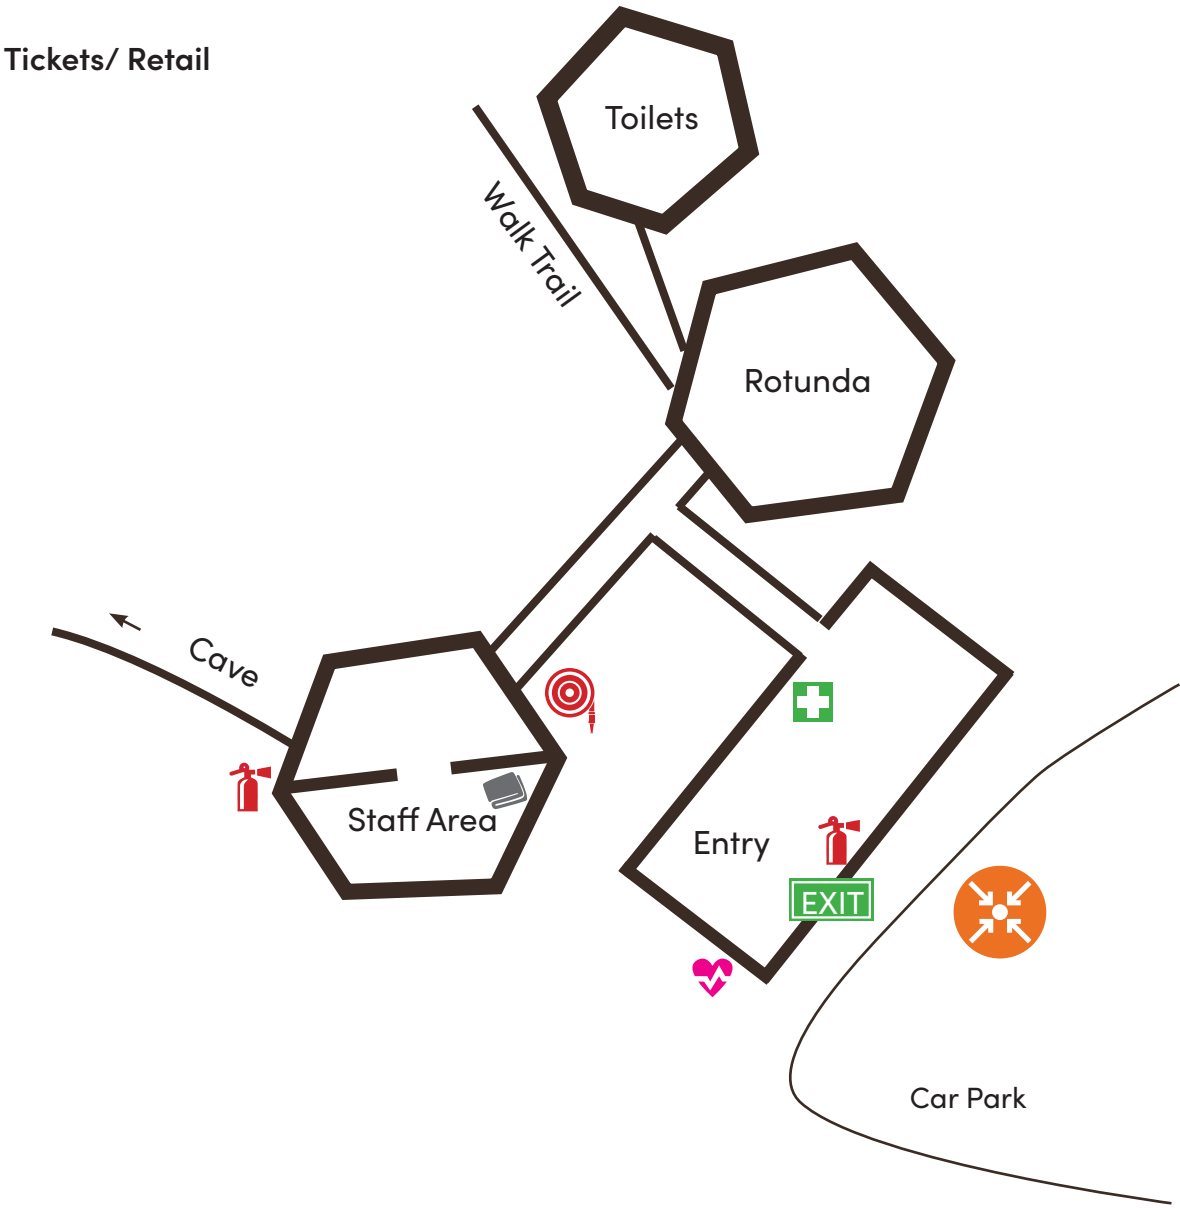 Tickets/ Retail
Toilets
Walk Trail
Rotunda
Cave
Staff Area
Entry
EXIT
Car Park